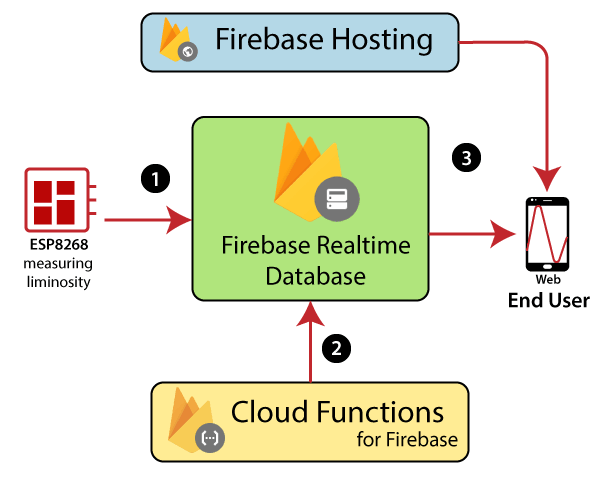 Firebase Hosting
1
3
ESP8268
measuring
liminosity
Firebase Realtime
Database
Web
End User
2
Cloud Functions
for Firebase